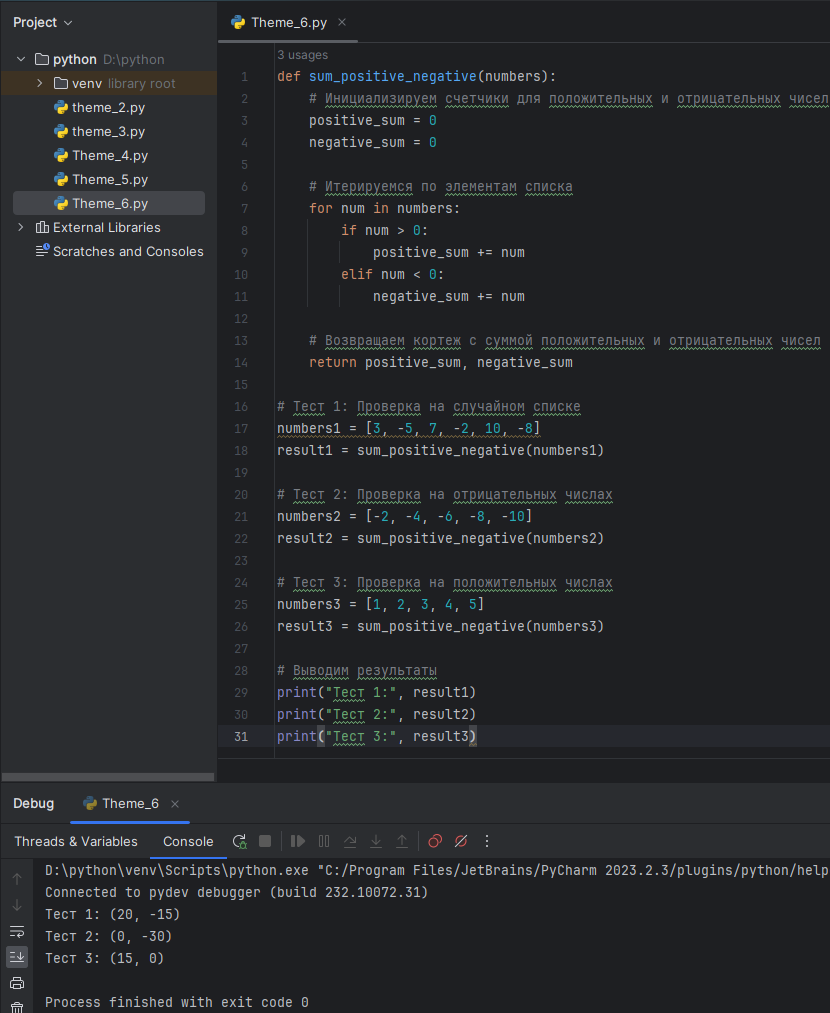 Project
python D:\python
venv library root
theme_2.py
theme_3.py
Theme_4.py
Theme_5.py
Theme_6.py
External Libraries
Scratches and Consoles
Theme_6.py
3 usages
1 def sum_positive_negative(numbers):
2 # Инициализируем счетчики для положительных и отрицательных чисел
3 positive_sum = 0
4 negative_sum = 0
5
6 # Итерируемся по элементам списка
7 for num in numbers:
8 if num > 0:
9 positive_sum += num
10 elif num < 0:
11 negative_sum += num
12
13 # Возвращаем кортеж с суммой положительных и отрицательных чисел
14 return positive_sum, negative_sum
15
16 # Тест 1: Проверка на случайном списке
17 numbers1 = [3, -5, 7, -2, 10, -8]
18 result1 = sum_positive_negative(numbers1)
19
20 # Тест 2: Проверка на отрицательных числах
21 numbers2 = [-2, -4, -6, -8, -10]
22 result2 = sum_positive_negative(numbers2)
23
24 # Тест 3: Проверка на положительных числах
25 numbers3 = [1, 2, 3, 4, 5]
26 result3 = sum_positive_negative(numbers3)
27
28 # Выводим результаты
29 print("Тест 1:", result1)
30 print("Тест 2:", result2)
31 print("Тест 3:", result3)
Debug Theme_6
Threads & Variables Console
D:\python\venv\Scripts\python.exe "C:/Program Files/JetBrains/PyCharm 2023.2.3/plugins/python/help
Connected to pydev debugger (build 232.10072.31)
Тест 1: (20, -15)
Тест 2: (0, -30)
Тест 3: (15, 0)
Process finished with exit code 0